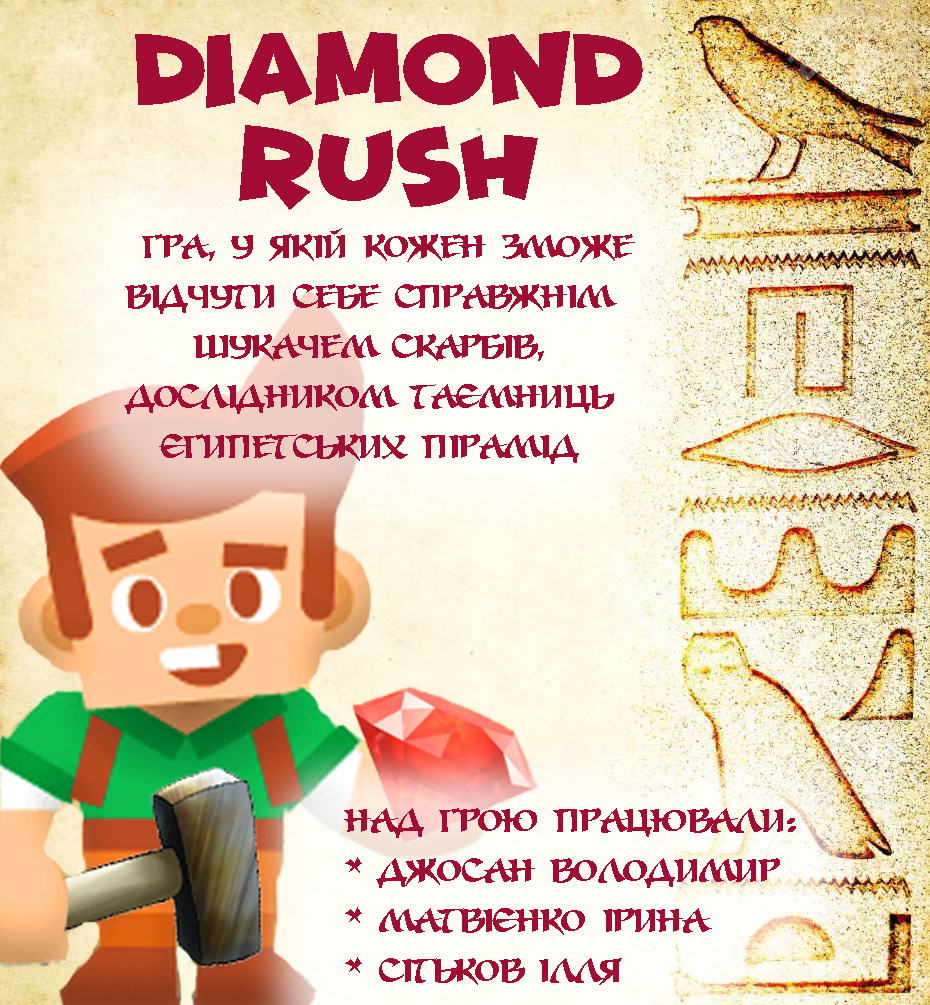 DIAMOND
RUSH
ГРА, У ЯКІЙ КОЖЕН ЗМОЖЕ
ВІДЧУТИ СЕБЕ СПРАВЖНІМ
ШУКАЧЕМ СКАРБІВ,
ДОСЛІДНИКОМ ТАЄМНИЦЬ
ЄГИПЕТСЬКИХ ПІРАМІД
НАД ГРОЮ ПРАЦЮВАЛИ:
* ДЖОСАН ВОЛОДИМИР
* МАТВІЄНКО ІРИНА
* СІТЬКОВ ІЛЛЯ